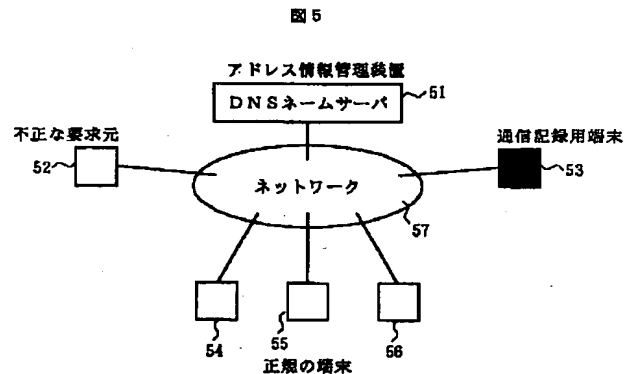 図5
アドレス情報管理装置
DNSネームサーバ
51
不正な要求元
通信記録用端末
52
53
ネットワーク
57
54
55
56
正規の端末